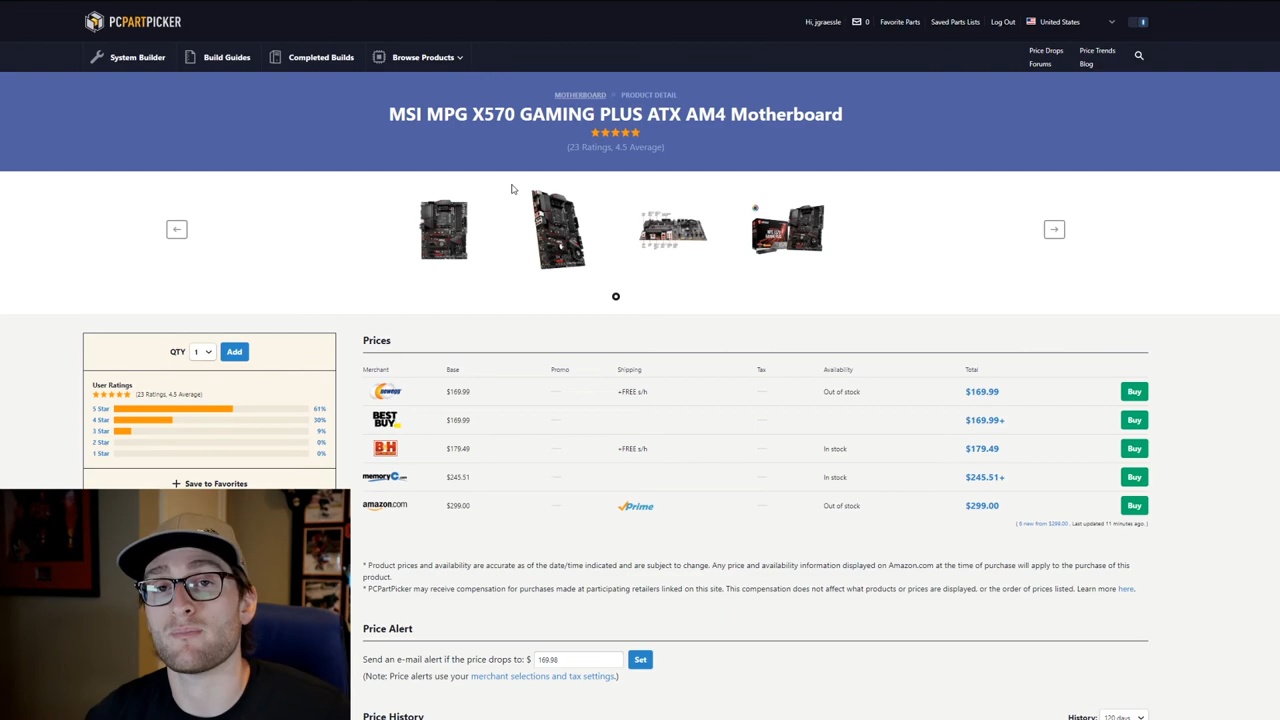 PCPARTPICKER
Hi, jgraessle
0
Favorite Parts
Saved Parts Lists
Log Out
United States
System Builder
Build Guides
Completed Builds
Browse Products
Price Drops
Price Trends
Forums
Blog
MOTHERBOARD > PRODUCT DETAIL
MSI MPG X570 GAMING PLUS ATX AM4 Motherboard
(23 Ratings, 4.5 Average)
QTY 1 Add
User Ratings
(23 Ratings, 4.5 Average)
5 Star 61%
4 Star 30%
3 Star 9%
2 Star 0%
1 Star 0%
+ Save to Favorites
Prices
Merchant Base Promo Shipping Tax Availability Total
newegg $169.99 — +FREE s/h — Out of stock $169.99 Buy
BEST BUY $169.99 — — $169.99+ Buy
B&H $179.49 — +FREE s/h — In stock $179.49 Buy
memoryC.com $245.51 — — In stock $245.51+ Buy
amazon.com $299.00 — Prime — Out of stock $299.00 Buy
( 6 new from $299.00 . Last updated 11 minutes ago. )
* Product prices and availability are accurate as of the date/time indicated and are subject to change. Any price and availability information displayed on Amazon.com at the time of purchase will apply to the purchase of this
product.
* PCPartPicker may receive compensation for purchases made at participating retailers linked on this site. This compensation does not affect what products or prices are displayed, or the order of prices listed. Learn more here.
Price Alert
Send an e-mail alert if the price drops to: $ 169.98 Set
(Note: Price alerts use your merchant selections and tax settings.)
Price History
History: 120 days